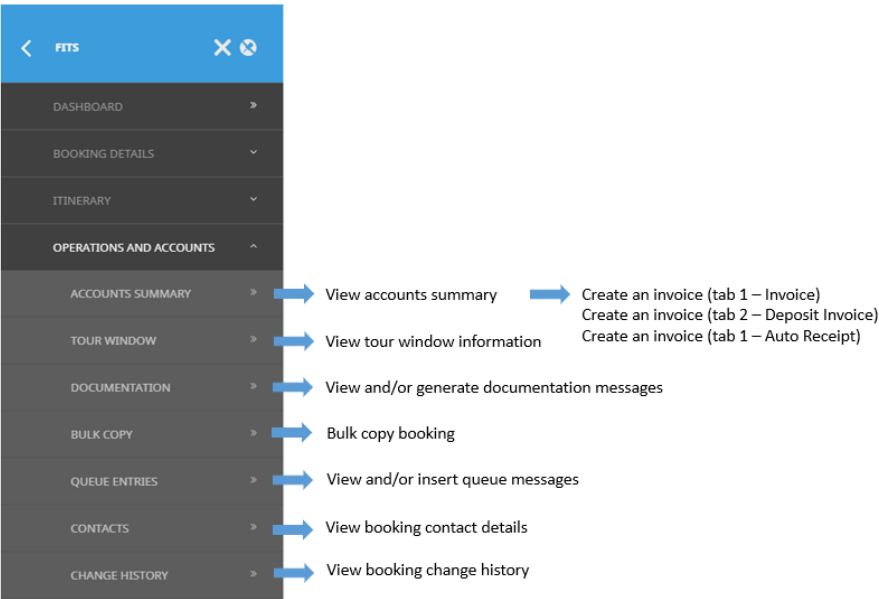 FITS
DASHBOARD
BOOKING DETAILS
ITINERARY
OPERATIONS AND ACCOUNTS
ACCOUNTS SUMMARY
View accounts summary
Create an invoice (tab 1 – Invoice)
Create an invoice (tab 2 – Deposit Invoice)
Create an invoice (tab 1 – Auto Receipt)
TOUR WINDOW
View tour window information
DOCUMENTATION
View and/or generate documentation messages
BULK COPY
Bulk copy booking
QUEUE ENTRIES
View and/or insert queue messages
CONTACTS
View booking contact details
CHANGE HISTORY
View booking change history